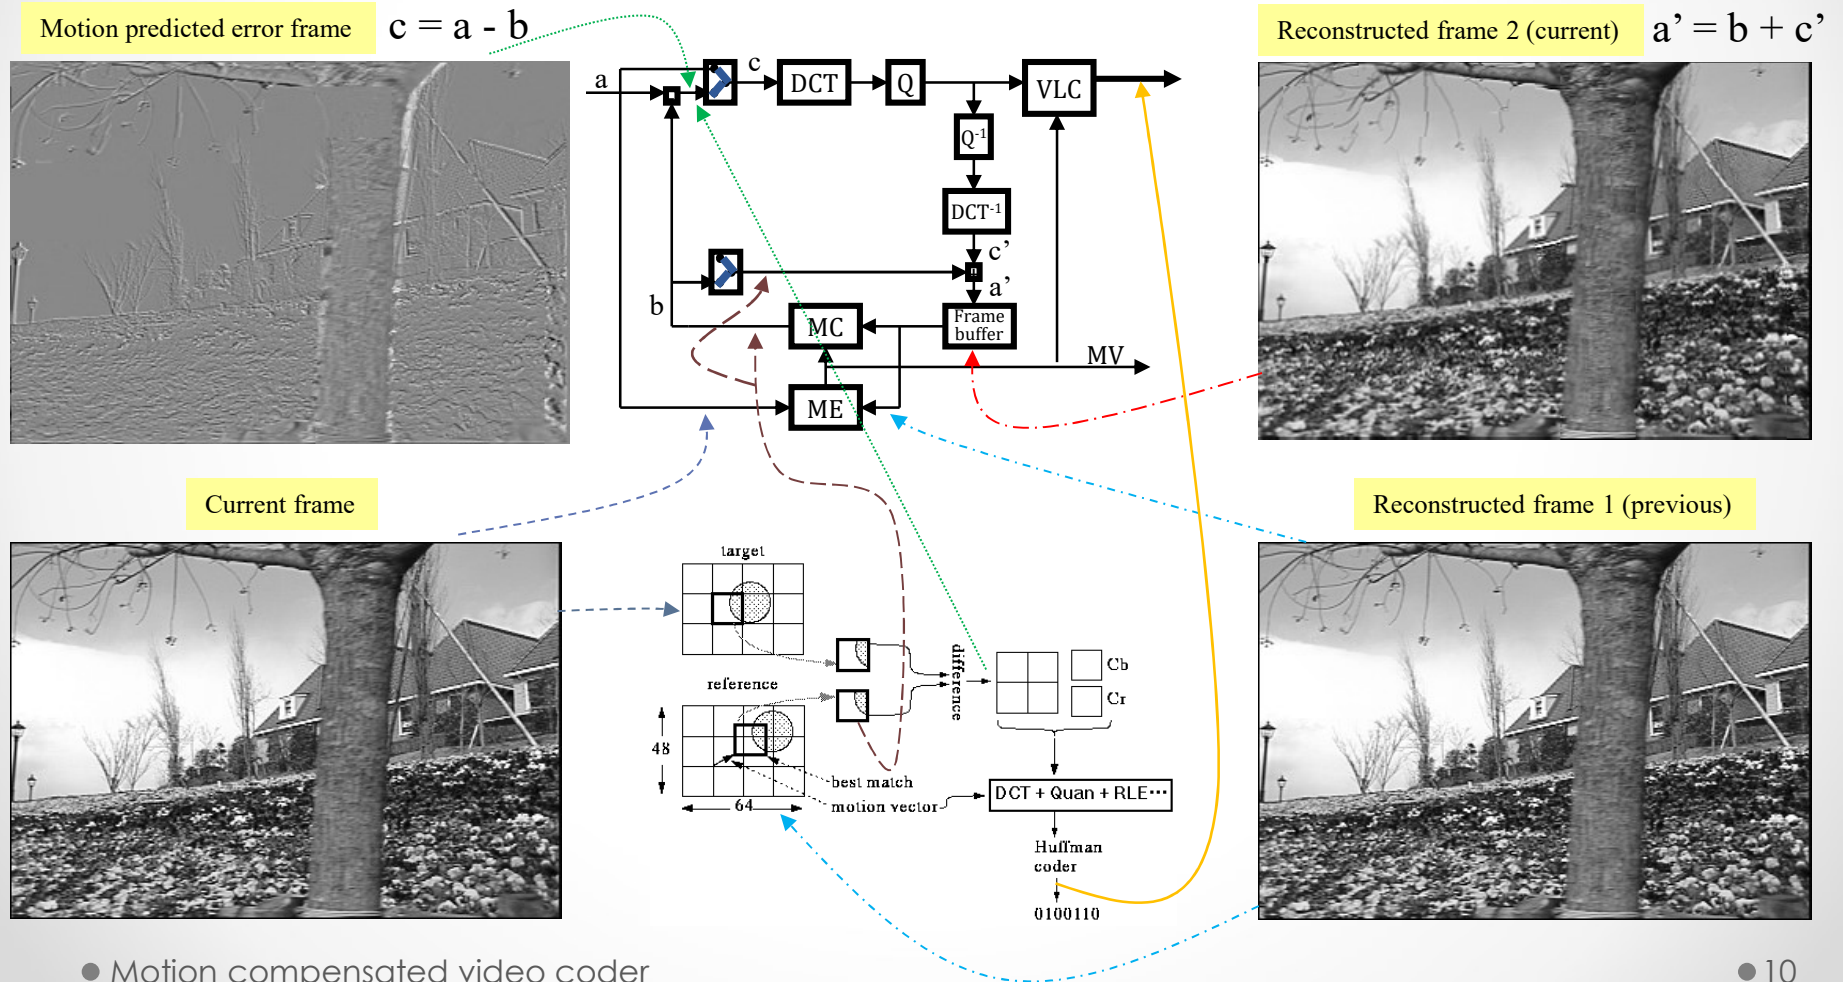 Motion predicted error frame
c = a - b
Reconstructed frame 2 (current)
a’ = b + c’
a
c
DCT
Q
VLC
Q-1
DCT-1
c’
a’
b
MC
Frame
buffer
MV
ME
Current frame
Reconstructed frame 1 (previous)
target
reference
difference
Cb
Cr
48
64
best match
motion vector
DCT + Quan + RLE···
Huffman
coder
0100110
● Motion compensated video coder
● 10